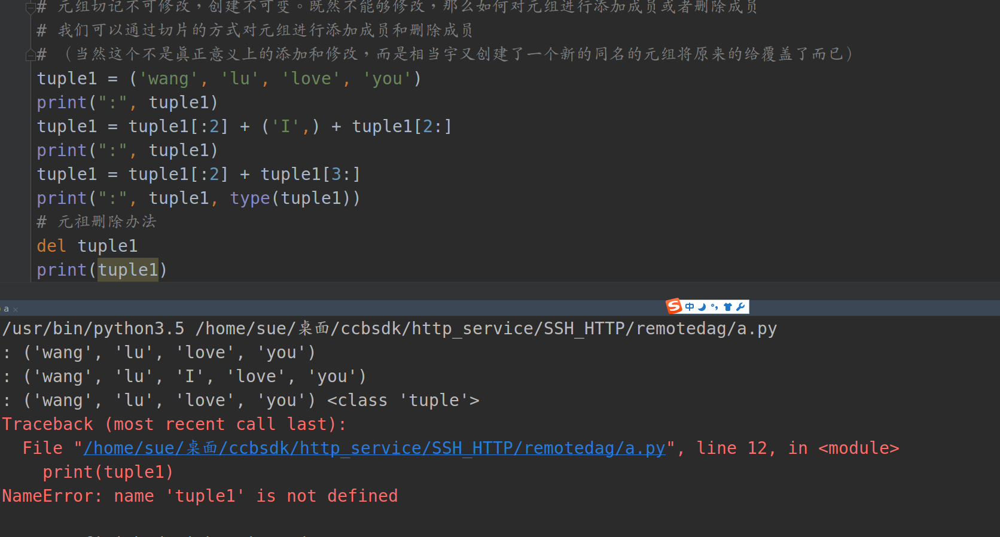 # 元组切记不可修改，创建不可变。既然不能够修改，那么如何对元组进行添加成员或者删除成员
# 我们可以通过切片的方式对元组进行添加成员和删除成员
# （当然这个不是真正意义上的添加和修改，而是相当宇又创建了一个新的同名的元组将原来的给覆盖了而已）
tuple1 = ('wang', 'lu', 'love', 'you')
print(":", tuple1)
tuple1 = tuple1[:2] + ('I',) + tuple1[2:]
print(":", tuple1)
tuple1 = tuple1[:2] + tuple1[3:]
print(":", tuple1, type(tuple1))
# 元祖删除办法
del tuple1
print(tuple1)
a ×
中
/usr/bin/python3.5 /home/sue/桌面/ccbsdk/http_service/SSH_HTTP/remotedag/a.py
: ('wang', 'lu', 'love', 'you')
: ('wang', 'lu', 'I', 'love', 'you')
: ('wang', 'lu', 'love', 'you') <class 'tuple'>
Traceback (most recent call last):
  File "/home/sue/桌面/ccbsdk/http_service/SSH_HTTP/remotedag/a.py", line 12, in <module>
    print(tuple1)
NameError: name 'tuple1' is not defined